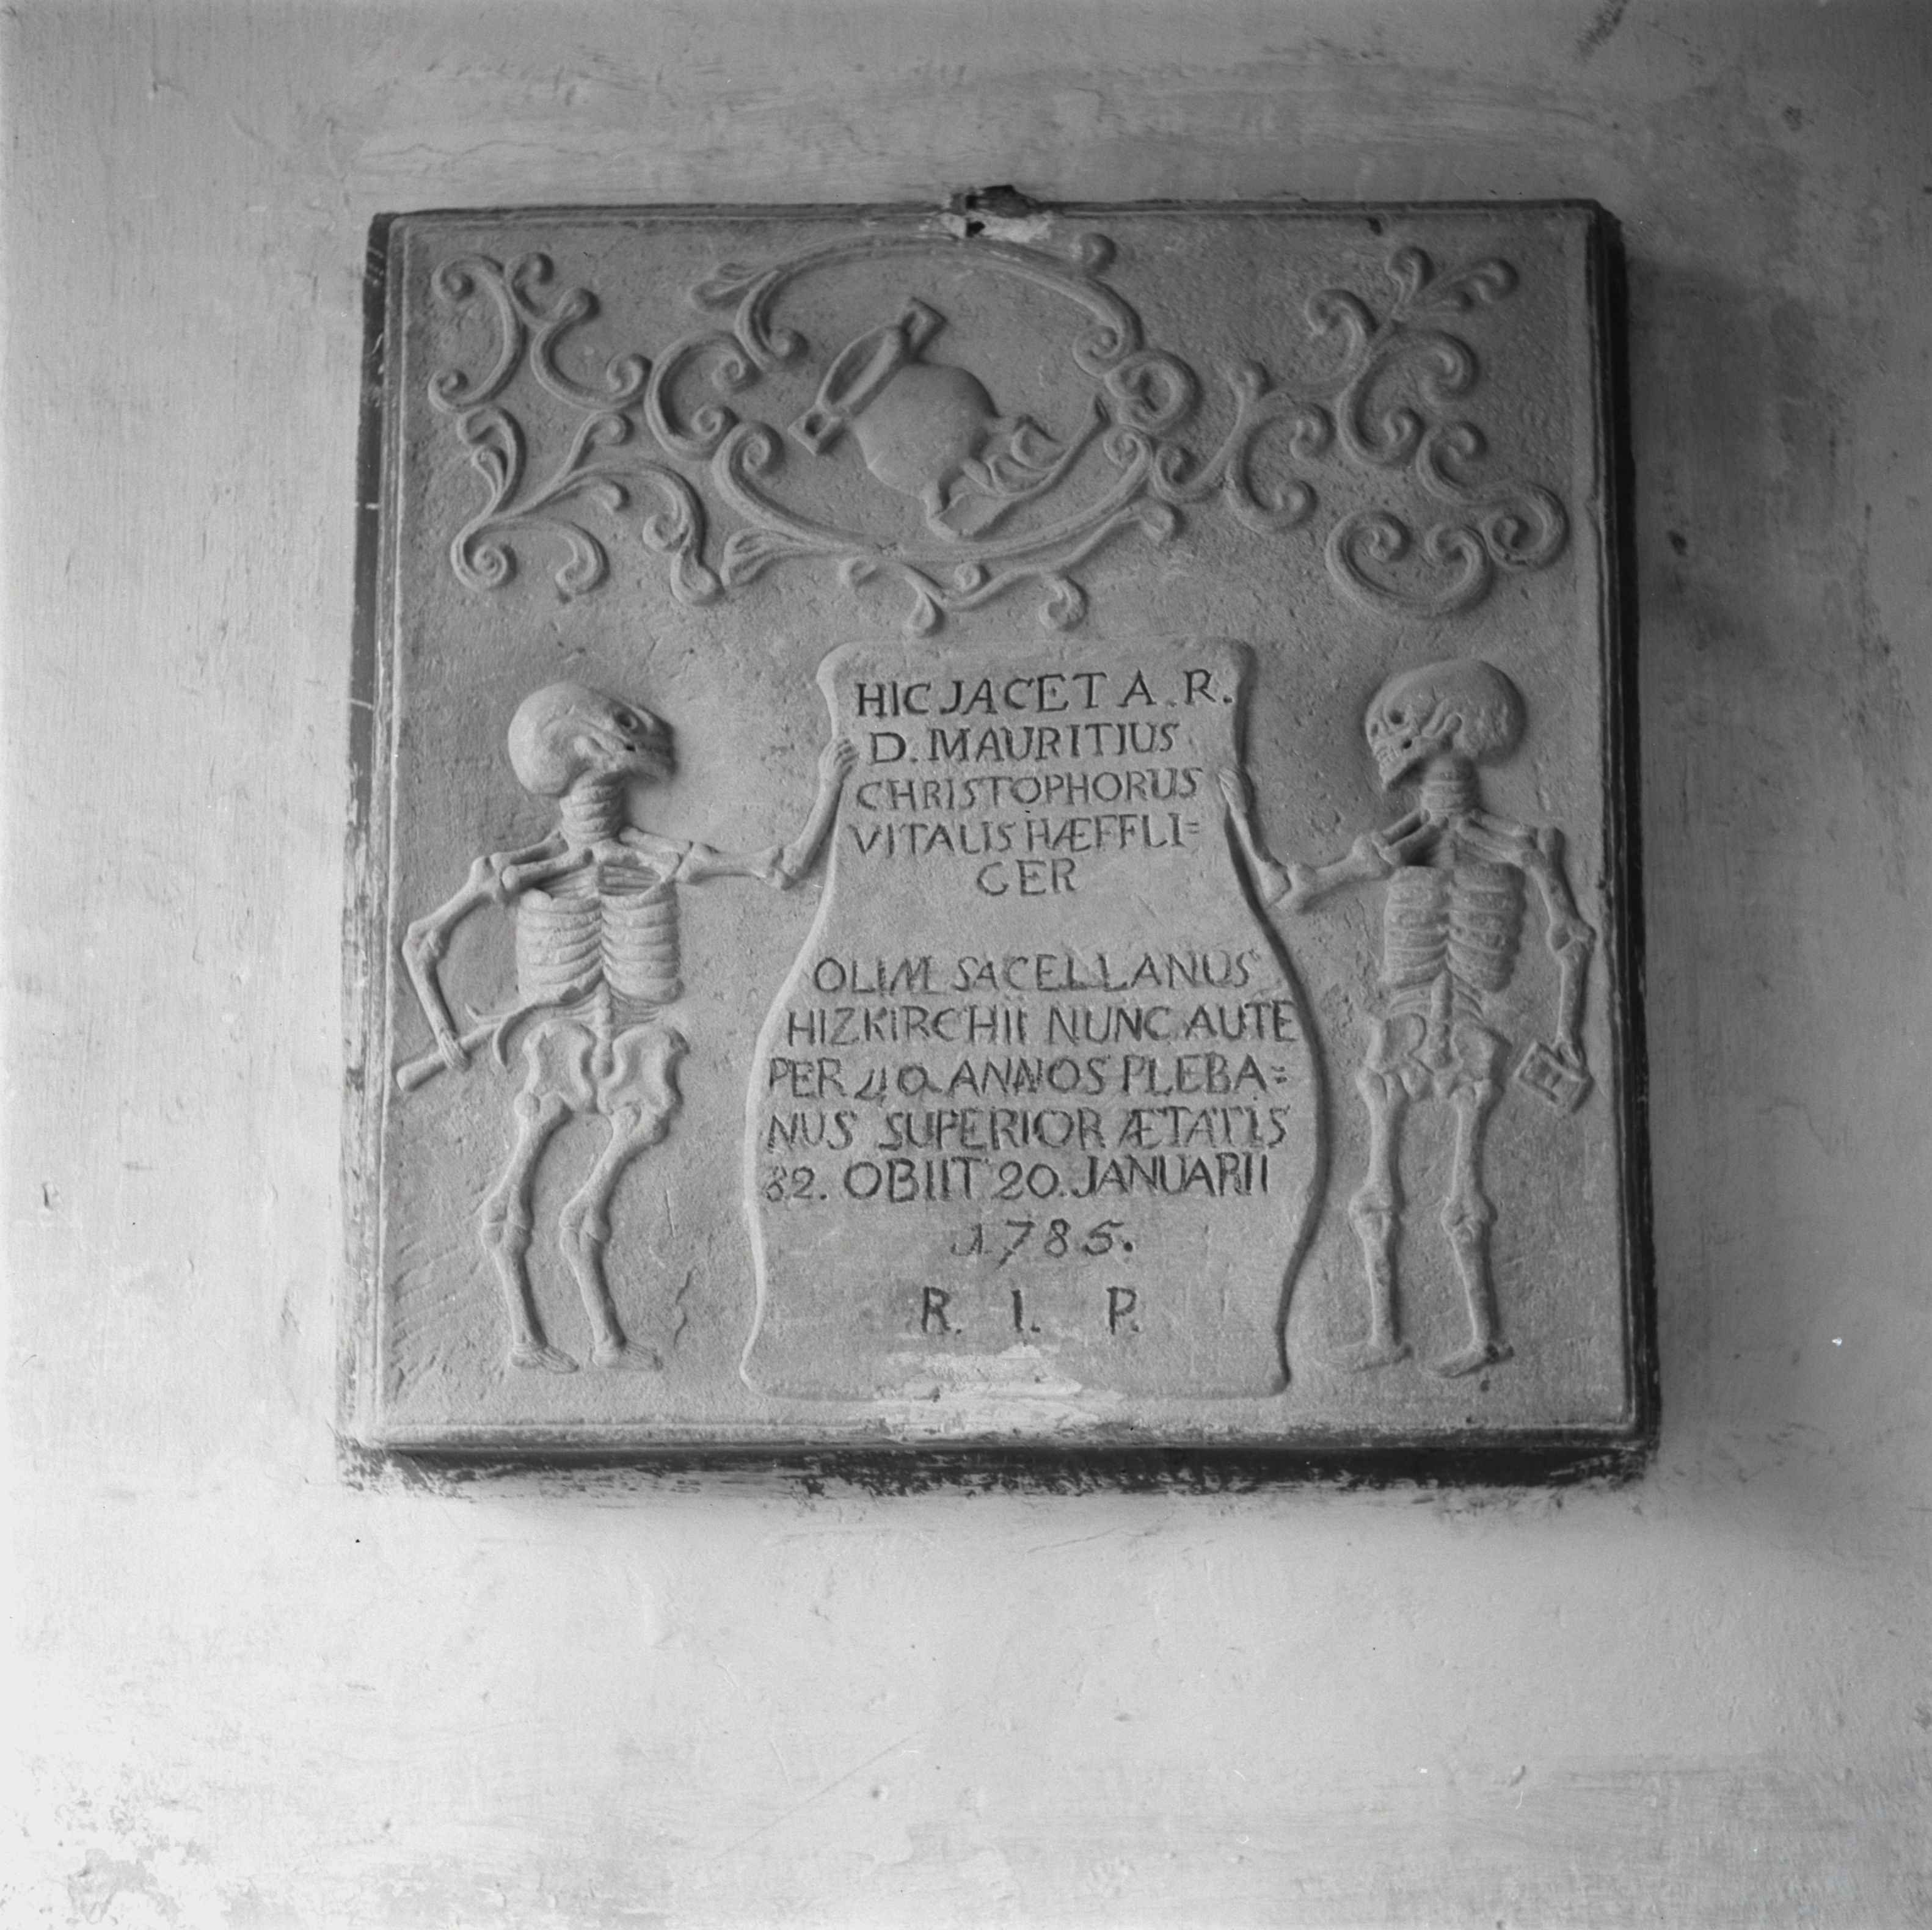 HIC JACET A. R.
D. MAURITIUS
CHRISTOPHORUS
VITALIS HÆFFLI=
GER
OLIM SACELLANUS
HIZKIRCHII NUNC AUTE
PER 40 ANNOS PLEBA=
NUS SUPERIOR ÆTATIS
82. OBIIT 20. JANUARII
1785.
R. I. P.